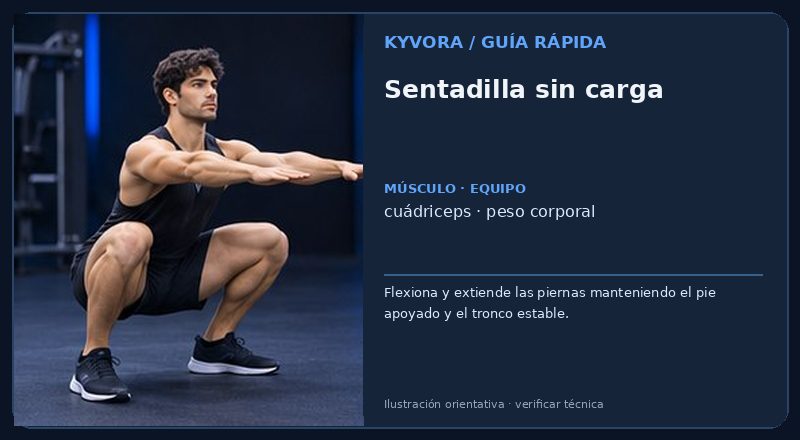 KYVORA / GUÍA RÁPIDA
Sentadilla sin carga
MÚSCULO · EQUIPO
cuádriceps · peso corporal
Flexiona y extiende las piernas manteniendo el pie
apoyado y el tronco estable.
Ilustración orientativa · verificar técnica